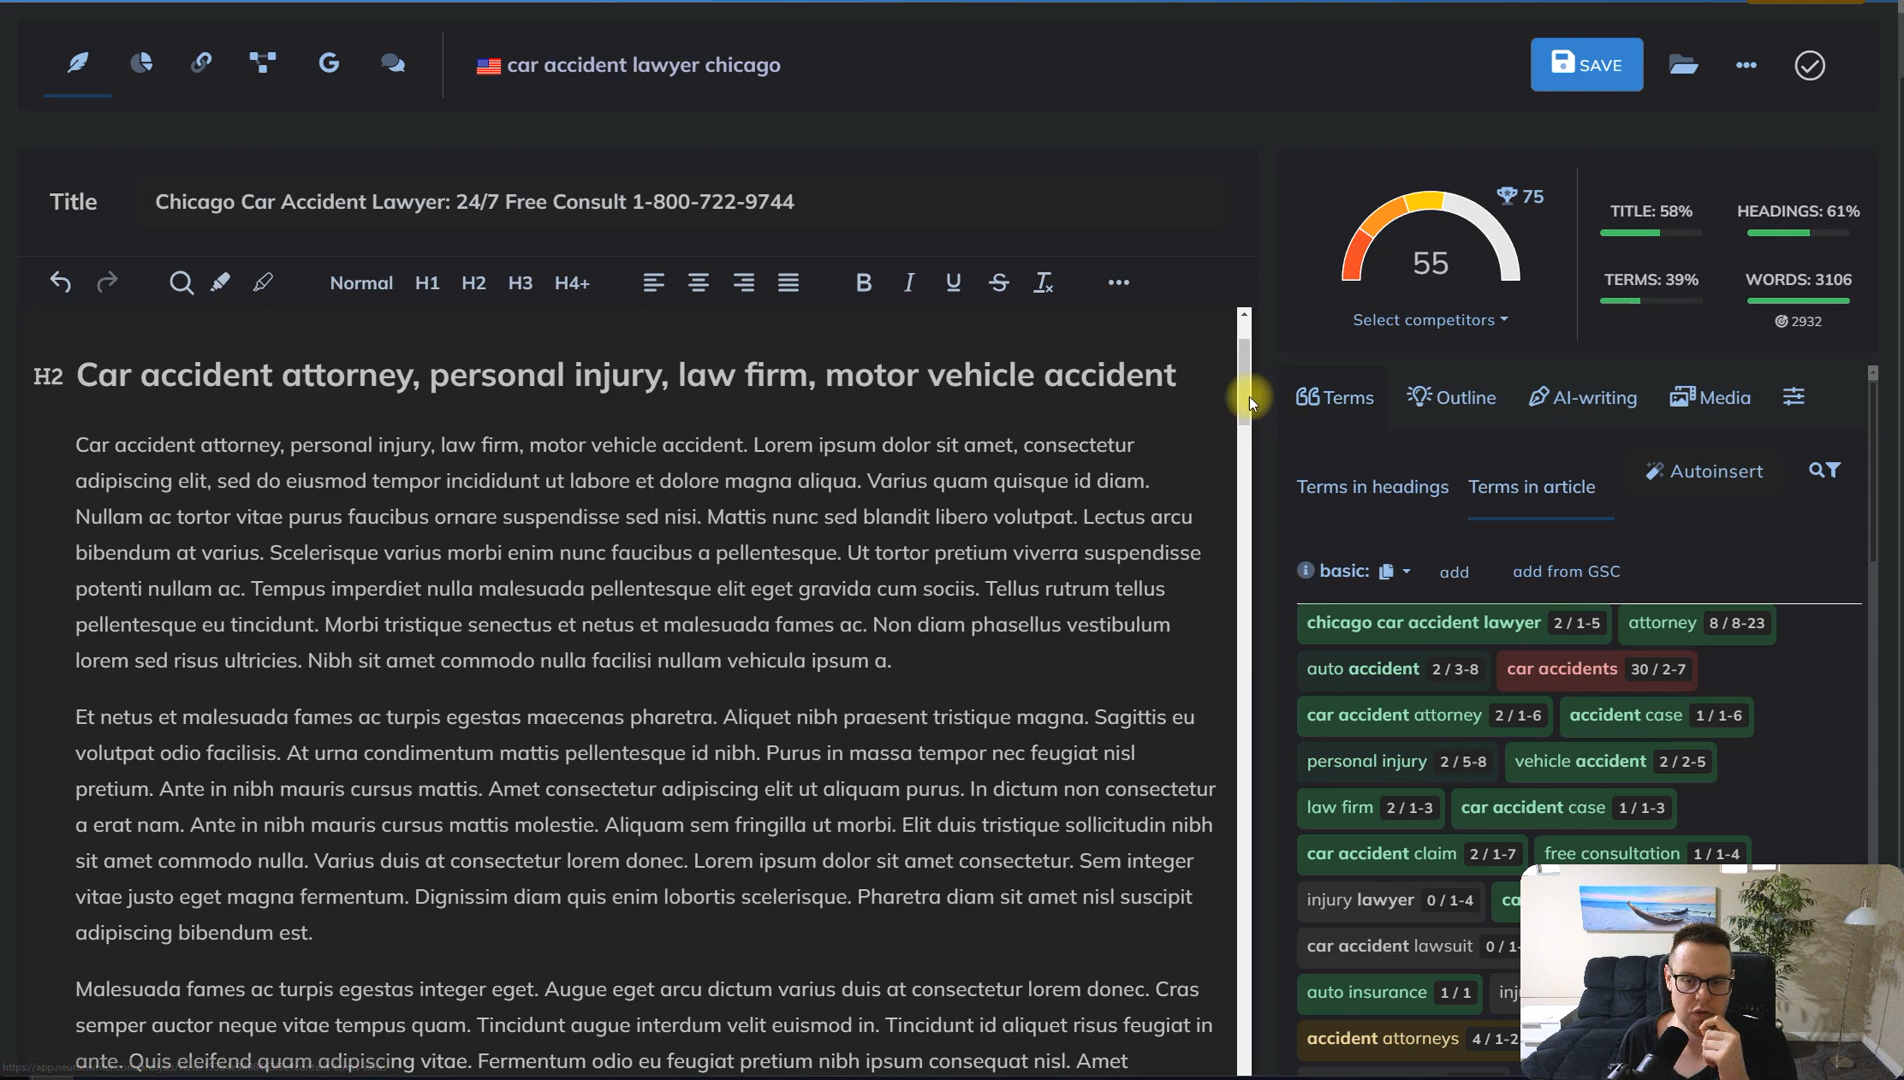 car accident lawyer chicago
SAVE
Title
Chicago Car Accident Lawyer: 24/7 Free Consult 1-800-722-9744
75
55
Select competitors
TITLE: 58%
HEADINGS: 61%
TERMS: 39%
WORDS: 3106
2932
Normal H1 H2 H3 H4+
B I U S Tx
H2 Car accident attorney, personal injury, law firm, motor vehicle accident
Car accident attorney, personal injury, law firm, motor vehicle accident. Lorem ipsum dolor sit amet, consectetur
adipiscing elit, sed do eiusmod tempor incididunt ut labore et dolore magna aliqua. Varius quam quisque id diam.
Nullam ac tortor vitae purus faucibus ornare suspendisse sed nisi. Mattis nunc sed blandit libero volutpat. Lectus arcu
bibendum at varius. Scelerisque varius morbi enim nunc faucibus a pellentesque. Ut tortor pretium viverra suspendisse
potenti nullam ac. Tempus imperdiet nulla malesuada pellentesque elit eget gravida cum sociis. Tellus rutrum tellus
pellentesque eu tincidunt. Morbi tristique senectus et netus et malesuada fames ac. Non diam phasellus vestibulum
lorem sed risus ultricies. Nibh sit amet commodo nulla facilisi nullam vehicula ipsum a.
Et netus et malesuada fames ac turpis egestas maecenas pharetra. Aliquet nibh praesent tristique magna. Sagittis eu
volutpat odio facilisis. At urna condimentum mattis pellentesque id nibh. Purus in massa tempor nec feugiat nisl
pretium. Ante in nibh mauris cursus mattis. Amet consectetur adipiscing elit ut aliquam purus. In dictum non consectetur
a erat nam. Ante in nibh mauris cursus mattis molestie. Aliquam sem fringilla ut morbi. Elit duis tristique sollicitudin nibh
sit amet commodo nulla. Varius duis at consectetur lorem donec. Lorem ipsum dolor sit amet consectetur. Sem integer
vitae justo eget magna fermentum. Dignissim diam quis enim lobortis scelerisque. Pharetra diam sit amet nisl suscipit
adipiscing bibendum est.
Malesuada fames ac turpis egestas integer eget. Augue eget arcu dictum varius duis at consectetur lorem donec. Cras
semper auctor neque vitae tempus quam. Tincidunt augue interdum velit euismod in. Tincidunt id aliquet risus feugiat in
ante. Quis eleifend quam adipiscing vitae. Fermentum odio eu feugiat pretium nibh ipsum consequat nisl. Amet
Terms Outline AI-writing Media
Terms in headings Terms in article Autoinsert
basic: add add from GSC
chicago car accident lawyer 2 / 1-5 attorney 8 / 8-23
auto accident 2 / 3-8 car accidents 30 / 2-7
car accident attorney 2 / 1-6 accident case 1 / 1-6
personal injury 2 / 5-8 vehicle accident 2 / 2-5
law firm 2 / 1-3 car accident case 1 / 1-3
car accident claim 2 / 1-7 free consultation 1 / 1-4
injury lawyer 0 / 1-4 ca
car accident lawsuit 0 / 1-
auto insurance 1 / 1 inj
accident attorneys 4 / 1-2